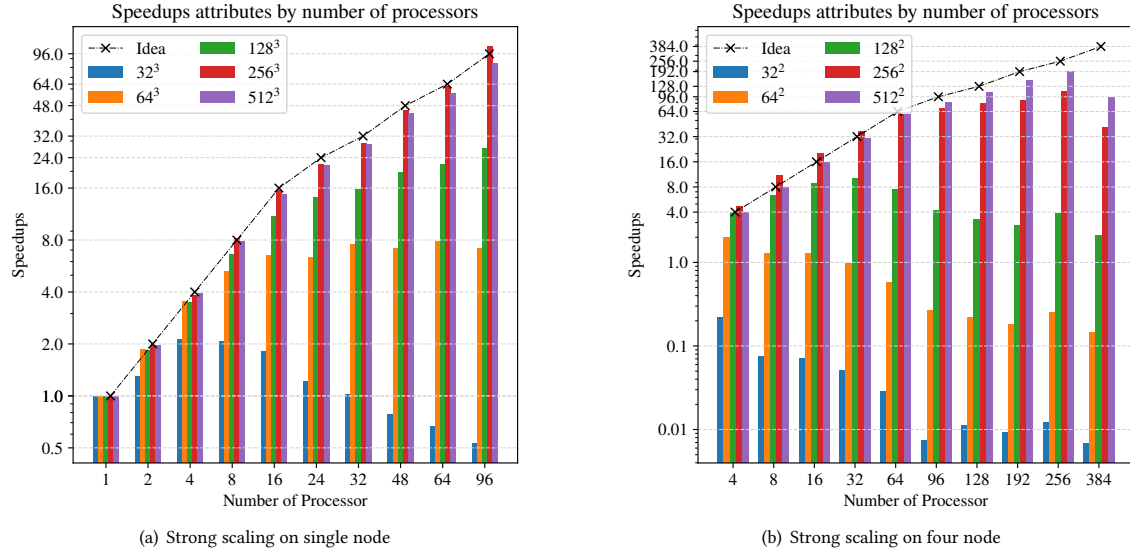 Speedups attributes by number of processors
Idea
32³
64³
128³
256³
512³
96.0
64.0
48.0
32.0
24.0
16.0
8.0
4.0
2.0
1.0
0.5
Speedups
1 2 4 8 16 24 32 48 64 96
Number of Processor
(a) Strong scaling on single node
Speedups attributes by number of processors
Idea
32²
64²
128²
256²
512²
384.0
256.0
192.0
128.0
96.0
64.0
32.0
16.0
8.0
4.0
1.0
0.1
0.01
Speedups
4 8 16 32 64 96 128 192 256 384
Number of Processor
(b) Strong scaling on four node